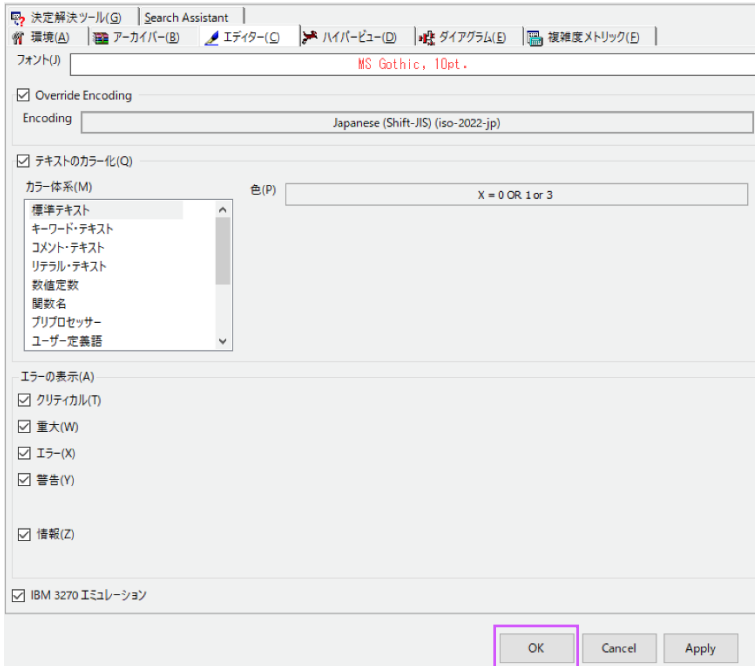 決定解決ツール(G) Search Assistant
環境(A) アーカイバー(B) エディター(C) ハイパービュー(D) ダイアグラム(E) 複雑度メトリック(F)
フォント(J) MS Gothic, 10pt.
Override Encoding
Encoding Japanese (Shift-JIS) (iso-2022-jp)
テキストのカラー化(Q)
カラー体系(M) 色(P) X = 0 OR 1 or 3
標準テキスト
キーワード・テキスト
コメント・テキスト
リテラル・テキスト
数値定数
関数名
プリプロセッサー
ユーザー定義語
エラーの表示(A)
クリティカル(T)
重大(W)
エラー(X)
警告(Y)
情報(Z)
IBM 3270 エミュレーション
OK Cancel Apply